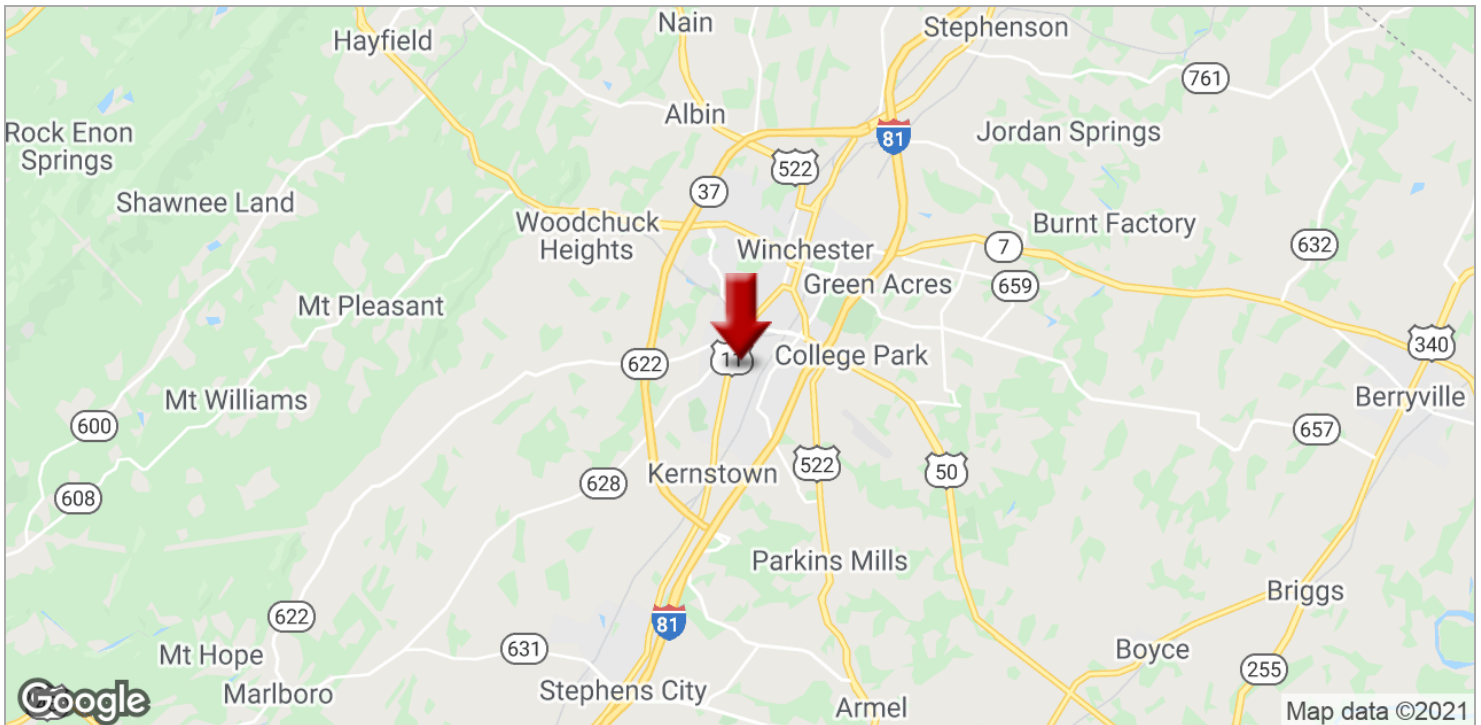 Nain
Stephenson
Hayfield
761
Albin
Rock Enon
Springs
81
Jordan Springs
522
37
Shawnee Land
Woodchuck
Heights
Burnt Factory
Winchester
7
632
Green Acres
659
Mt Pleasant
11
College Park
340
622
Mt Williams
Berryville
600
657
Kernstown
522
50
628
608
Parkins Mills
Briggs
622
81
631
Mt Hope
Boyce
255
Stephens City
Marlboro
Armel
Google
Map data ©2021